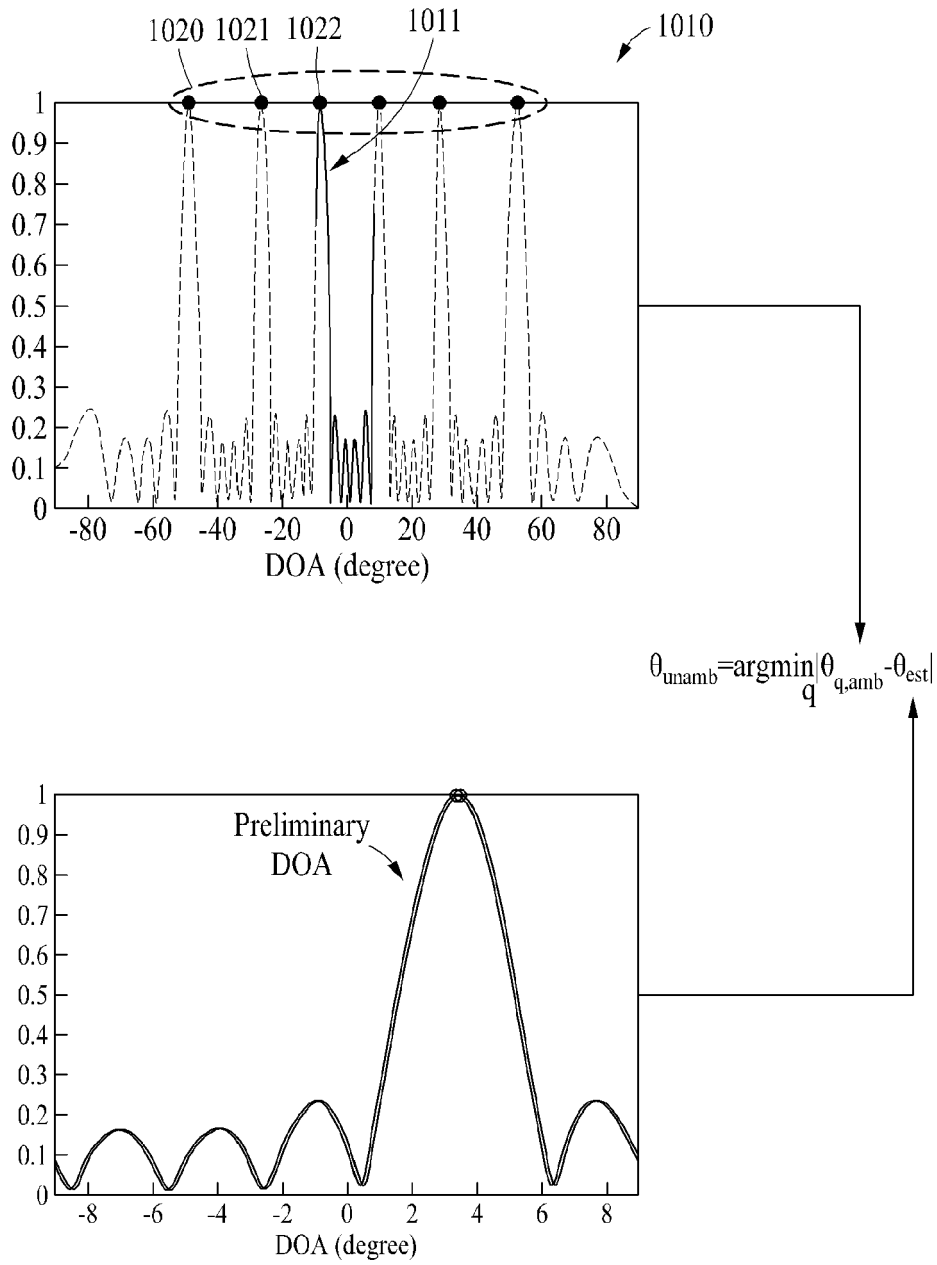 1020 1021 1022 1011 1010
1
0.9
0.8
0.7
0.6
0.5
0.4
0.3
0.2
0.1
0
-80 -60 -40 -20 0 20 40 60 80
DOA (degree)
θunamb=argmin|θq,amb-θest|
q
1
0.9
0.8
0.7
0.6
0.5
0.4
0.3
0.2
0.1
0
Preliminary
DOA
-8 -6 -4 -2 0 2 4 6 8
DOA (degree)